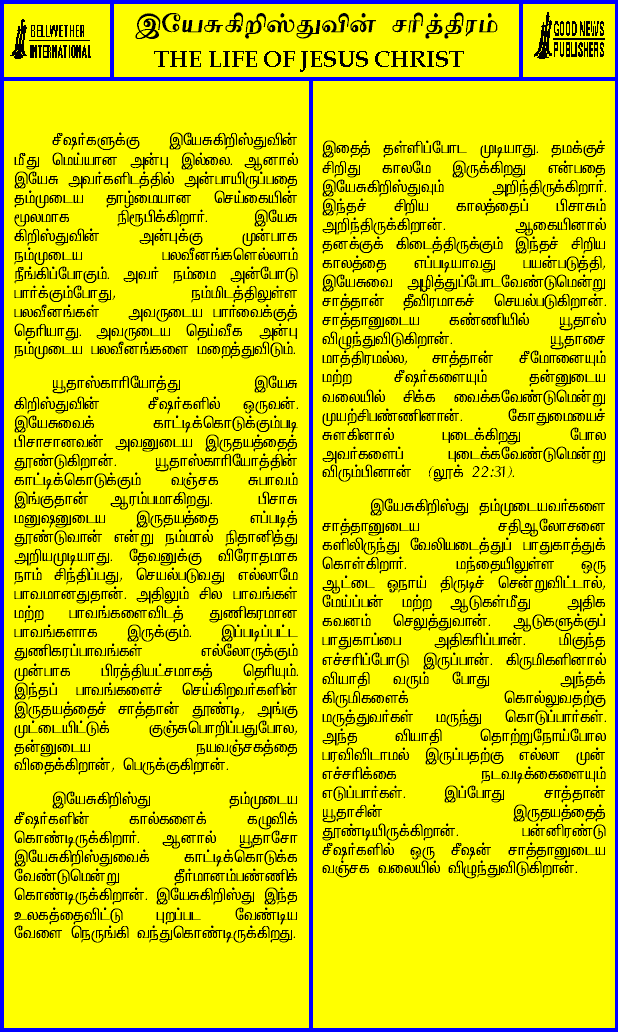 BELLWETHER
INTERNATIONAL
இயேசுகிறிஸ்துவின் சரித்திரம்
THE LIFE OF JESUS CHRIST
GOOD NEWS
PUBLISHERS
சீஷர்களுக்கு இயேசுகிறிஸ்துவின்
மீது மெய்யான அன்பு இல்லை. ஆனால்
இயேசு அவர்களிடத்தில் அன்பாயிருப்பதை
தம்முடைய தாழ்மையான செய்கையின்
மூலமாக நிரூபிக்கிறார். இயேசு
கிறிஸ்துவின் அன்புக்கு முன்பாக
நம்முடைய பலவீனங்களெல்லாம்
நீங்கிப்போகும். அவர் நம்மை அன்போடு
பார்க்கும்போது, நம்மிடத்திலுள்ள
பலவீனங்கள் அவருடைய பார்வைக்குத்
தெரியாது. அவருடைய தெய்வீக அன்பு
நம்முடைய பலவீனங்களை மறைத்துவிடும்.
யூதாஸ்காரியோத்து இயேசு
கிறிஸ்துவின் சீஷர்களில் ஒருவன்.
இயேசுவைக் காட்டிக்கொடுக்கும்படி
பிசாசானவன் அவனுடைய இருதயத்தைத்
தூண்டுகிறான். யூதாஸ்காரியோத்தின்
காட்டிக்கொடுக்கும் வஞ்சக சுபாவம்
இங்குதான் ஆரம்பமாகிறது. பிசாசு
மனுஷனுடைய இருதயத்தை எப்படித்
தூண்டுவான் என்று நம்மால் நிதானித்து
அறியமுடியாது. தேவனுக்கு விரோதமாக
நாம் சிந்திப்பது, செயல்படுவது எல்லாமே
பாவமானதுதான். அதிலும் சில பாவங்கள்
மற்ற பாவங்களைவிடத் துணிகரமான
பாவங்களாக இருக்கும். இப்படிப்பட்ட
துணிகரப்பாவங்கள் எல்லோருக்கும்
முன்பாக பிரத்தியட்சமாகத் தெரியும்.
இந்தப் பாவங்களைச் செய்கிறவர்களின்
இருதயத்தைச் சாத்தான் தூண்டி, அங்கு
முட்டையிட்டுக் குஞ்சுபொறிப்பதுபோல,
தன்னுடைய நயவஞ்சகத்தை
விதைக்கிறான், பெருக்குகிறான்.
இயேசுகிறிஸ்து தம்முடைய
சீஷர்களின் கால்களைக் கழுவிக்
கொண்டிருக்கிறார். ஆனால் யூதாசோ
இயேசுகிறிஸ்துவைக் காட்டிக்கொடுக்க
வேண்டுமென்று தீர்மானம்பண்ணிக்
கொண்டிருக்கிறான். இயேசுகிறிஸ்து இந்த
உலகத்தைவிட்டு புறப்பட வேண்டிய
வேளை நெருங்கி வந்துகொண்டிருக்கிறது.
இதைத் தள்ளிப்போட முடியாது. தமக்குச்
சிறிது காலமே இருக்கிறது என்பதை
இயேசுகிறிஸ்துவும் அறிந்திருக்கிறார்.
இந்தச் சிறிய காலத்தைப் பிசாசும்
அறிந்திருக்கிறான். ஆகையினால்
தனக்குக் கிடைத்திருக்கும் இந்தச் சிறிய
காலத்தை எப்படியாவது பயன்படுத்தி,
இயேசுவை அழித்துப்போடவேண்டுமென்று
சாத்தான் தீவிரமாகச் செயல்படுகிறான்.
சாத்தானுடைய கண்ணியில் யூதாஸ்
விழுந்துவிடுகிறான். யூதாசை
மாத்திரமல்ல, சாத்தான் சீமோனையும்
மற்ற சீஷர்களையும் தன்னுடைய
வலையில் சிக்க வைக்கவேண்டுமென்று
முயற்சிபண்ணினான். கோதுமையைச்
சுளகினால் புடைக்கிறது போல
அவர்களைப் புடைக்கவேண்டுமென்று
விரும்பினான் (லூக் 22:31).
இயேசுகிறிஸ்து தம்முடையவர்களை
சாத்தானுடைய சதிஆலோசனை
களிலிருந்து வேலியடைத்துப் பாதுகாத்துக்
கொள்கிறார். மந்தையிலுள்ள ஒரு
ஆட்டை ஓநாய் திருடிச் சென்றுவிட்டால்,
மேய்ப்பன் மற்ற ஆடுகள்மீது அதிக
கவனம் செலுத்துவான். ஆடுகளுக்குப்
பாதுகாப்பை அதிகரிப்பான். மிகுந்த
எச்சரிப்போடு இருப்பான். கிருமிகளினால்
வியாதி வரும் போது அந்தக்
கிருமிகளைக் கொல்லுவதற்கு
மருத்துவர்கள் மருந்து கொடுப்பார்கள்.
அந்த வியாதி தொற்றுநோய்போல
பரவிவிடாமல் இருப்பதற்கு எல்லா முன்
எச்சரிக்கை நடவடிக்கைளையும்
எடுப்பார்கள். இப்போது சாத்தான்
யூதாசின் இருதயத்தைத்
தூண்டியிருக்கிறான். பன்னிரண்டு
சீஷர்களில் ஒரு சீஷன் சாத்தானுடைய
வஞ்சக வலையில் விழுந்துவிடுகிறான்.